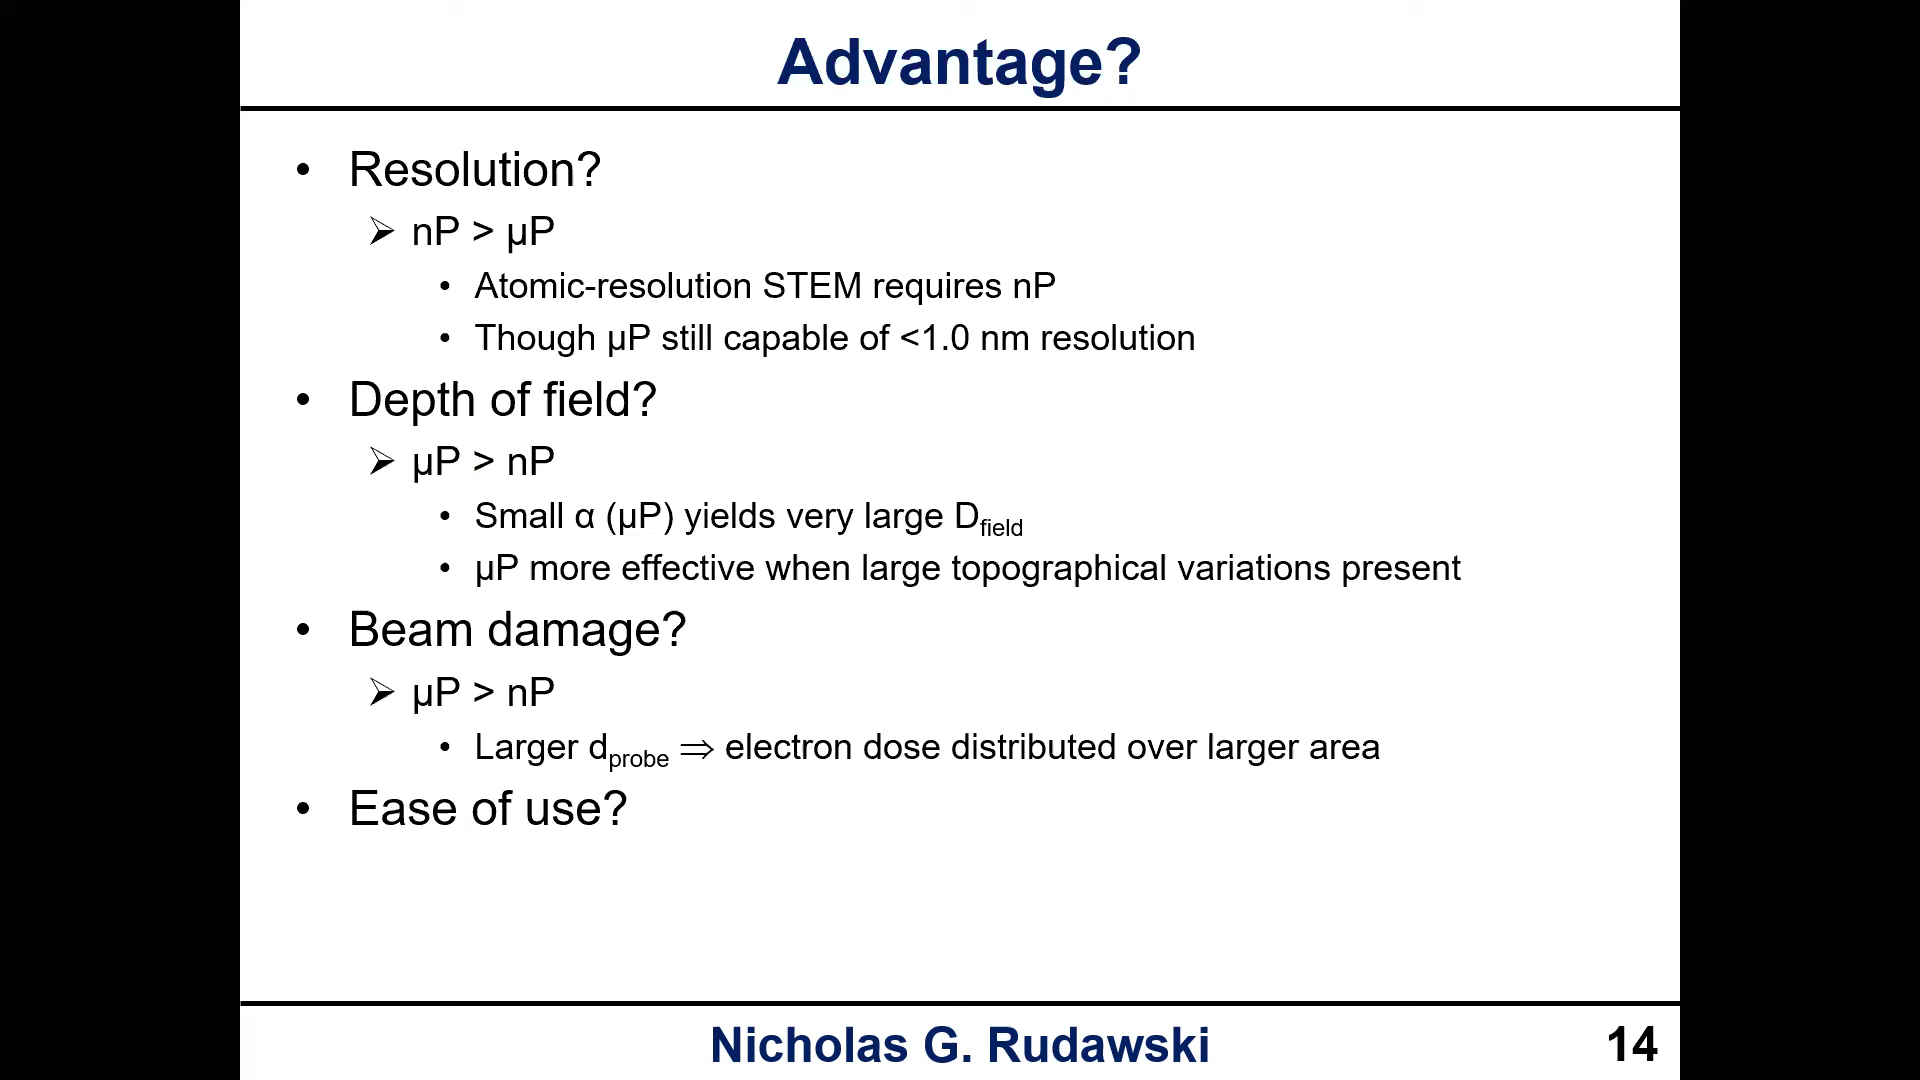 Advantage?
• Resolution?
➢ nP > µP
• Atomic-resolution STEM requires nP
• Though µP still capable of <1.0 nm resolution
• Depth of field?
➢ µP > nP
• Small α (µP) yields very large Dfield
• µP more effective when large topographical variations present
• Beam damage?
➢ µP > nP
• Larger dprobe ⇒ electron dose distributed over larger area
• Ease of use?
Nicholas G. Rudawski
14